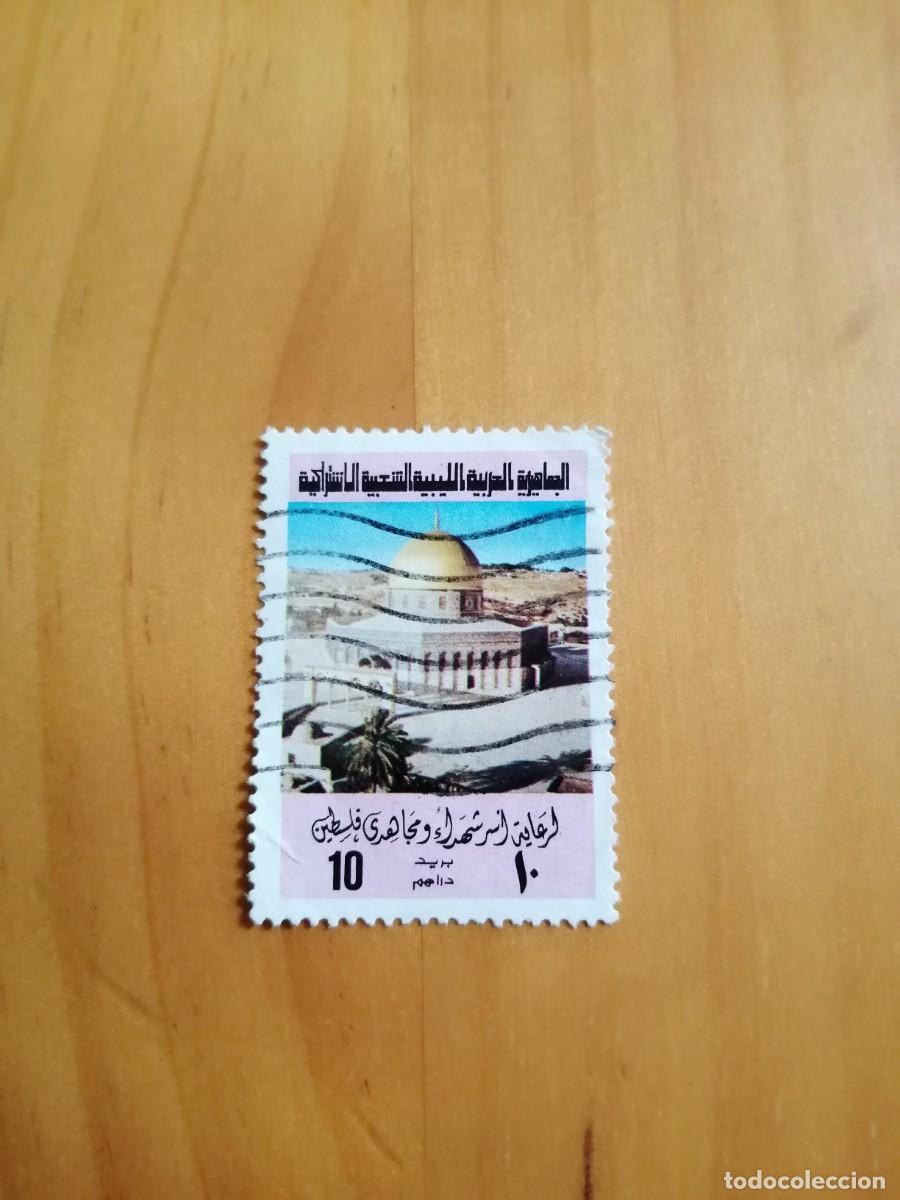 الجماهيرية العربية الليبية الشعبية الاشتراكية
لرعاية أسر شهداء ومجاهدي فلسطين
10 بريد ١٠
دراهم
todocoleccion